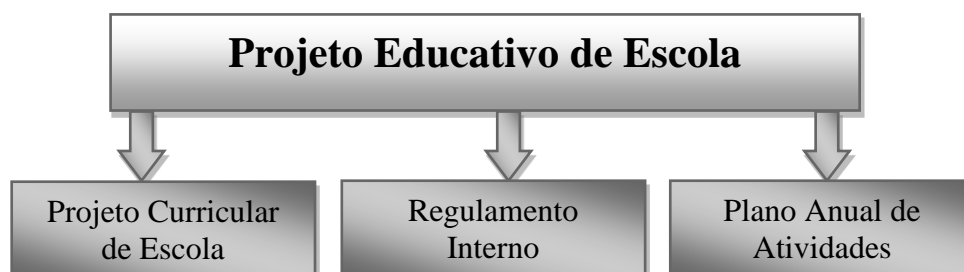 Projeto Educativo de Escola
Projeto Curricular
de Escola
Regulamento
Interno
Plano Anual de
Atividades